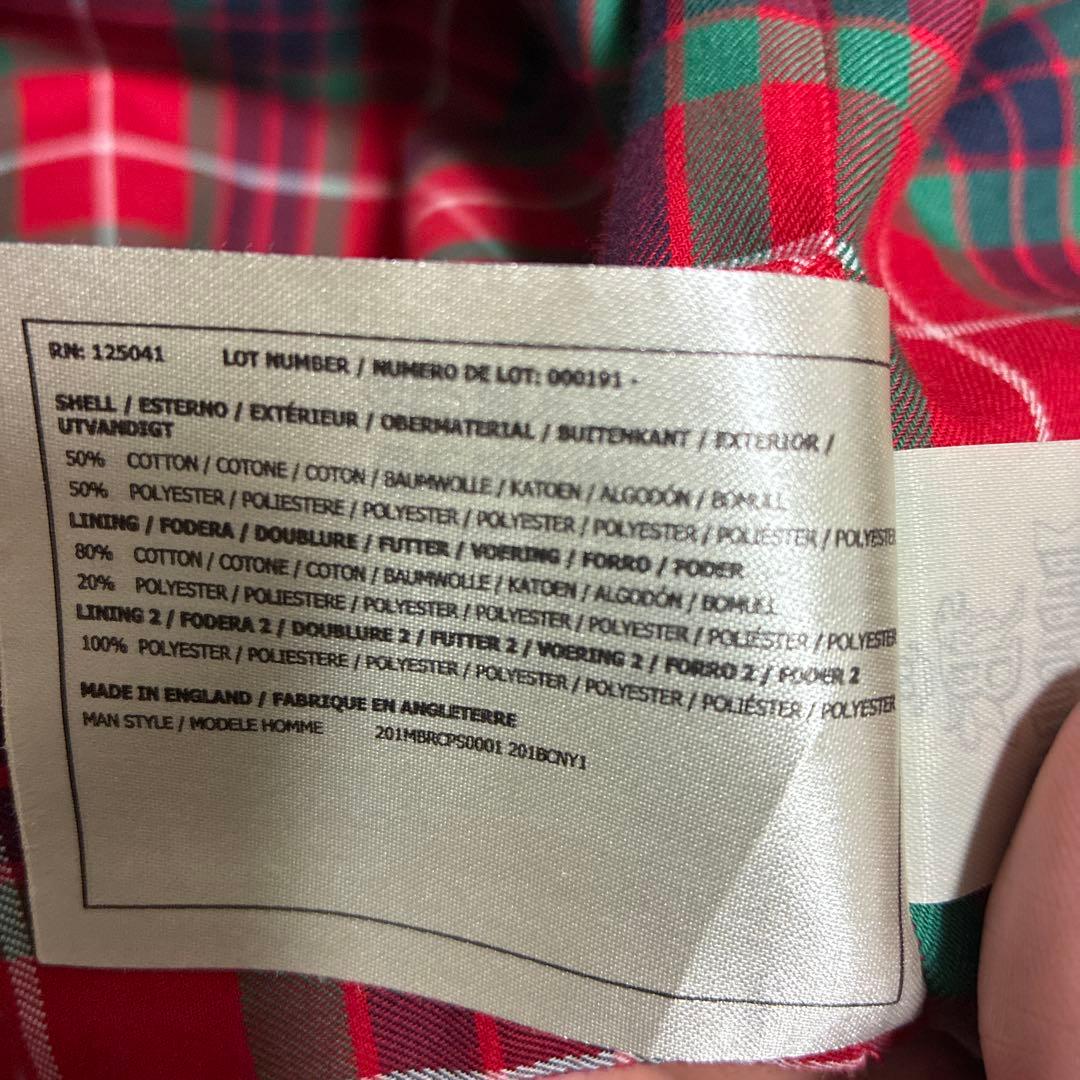 RN: 125041 LOT NUMBER / NUMERO DE LOT: 000191 -
SHELL / ESTERNO / EXTÉRIEUR / OBERMATERIAL / BUITENKANT / EXTERIOR /
UTVANDIGT
50% COTTON / COTONE / COTON / BAUMWOLLE / KATOEN / ALGODÓN / BOMULL
50% POLYESTER / POLIESTERE / POLYESTER / POLYESTER / POLYESTER / POLIÉSTER / POLYESTER
LINING / FODERA / DOUBLURE / FUTTER / VOERING / FORRO / FODER
80% COTTON / COTONE / COTON / BAUMWOLLE / KATOEN / ALGODÓN / BOMULL
20% POLYESTER / POLIESTERE / POLYESTER / POLYESTER / POLYESTER / POLIÉSTER / POLYESTER
LINING 2 / FODERA 2 / DOUBLURE 2 / FUTTER 2 / VOERING 2 / FORRO 2 / FODER 2
100% POLYESTER / POLIESTERE / POLYESTER / POLYESTER / POLYESTER / POLIÉSTER / POLYESTER
MADE IN ENGLAND / FABRIQUE EN ANGLETERRE
MAN STYLE / MODELE HOMME 201MBRCPS0001 201BCNY1